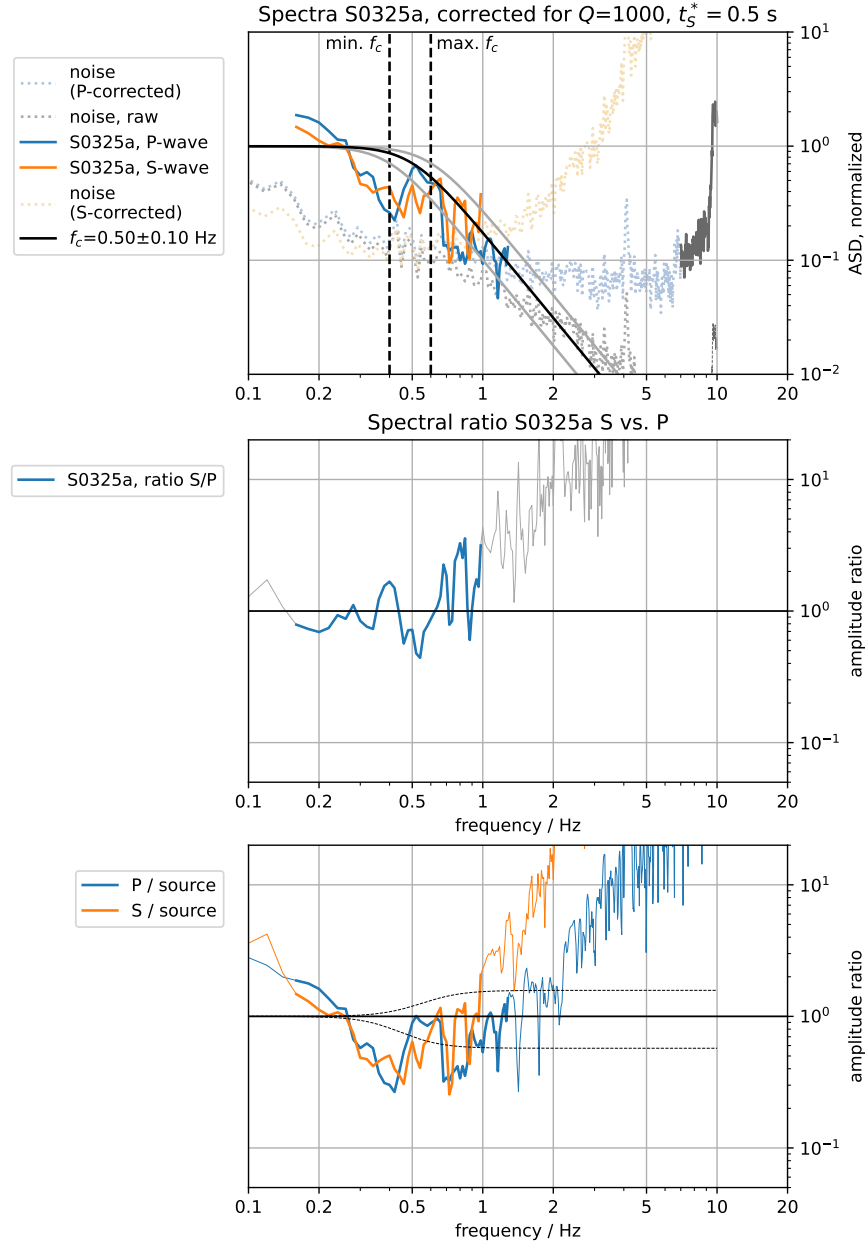 Spectra S0325a, corrected for Q=1000, t*S = 0.5 s
min. fc
max. fc
noise
(P-corrected)
noise, raw
S0325a, P-wave
S0325a, S-wave
noise
(S-corrected)
fc=0.50±0.10 Hz
10^1
10^0
10^-1
10^-2
ASD, normalized
0.1 0.2 0.5 1 2 5 10 20
Spectral ratio S0325a S vs. P
S0325a, ratio S/P
10^1
10^0
10^-1
amplitude ratio
0.1 0.2 0.5 1 2 5 10 20
frequency / Hz
P / source
S / source
10^1
10^0
10^-1
amplitude ratio
0.1 0.2 0.5 1 2 5 10 20
frequency / Hz